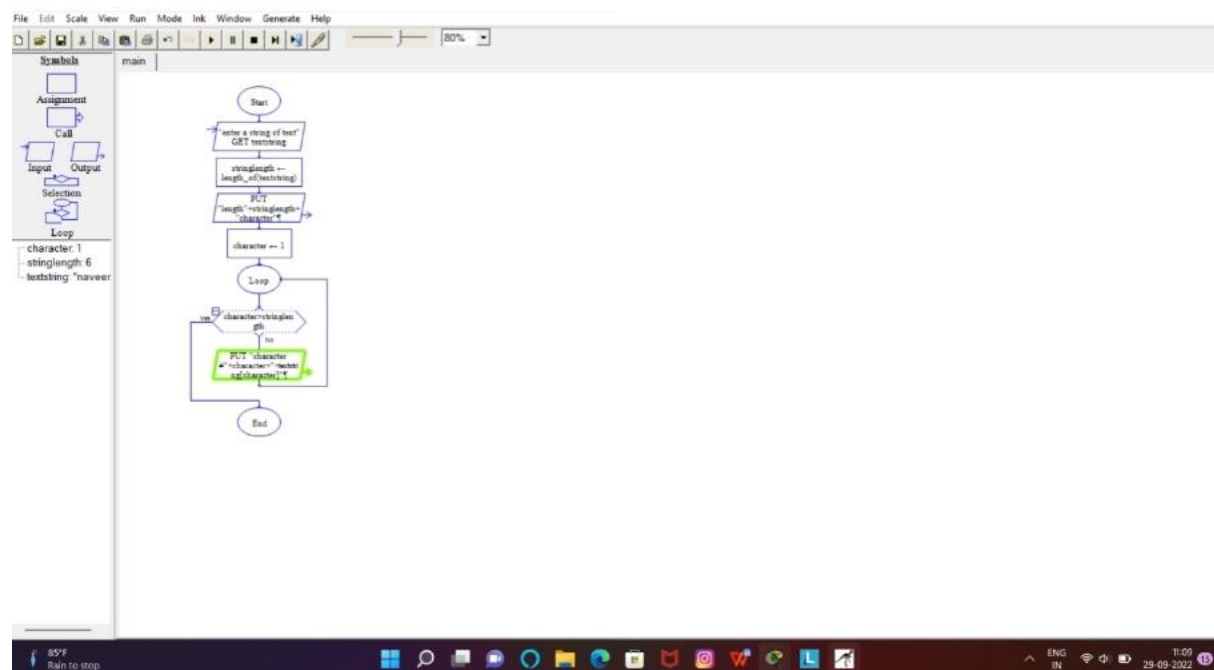 File Edit Scale View Run Mode Ink Window Generate Help
80%
Symbols
main
Assignment
Call
Input Output
Selection
Loop
character: 1
stringlength: 6
textstring: "naveer
Start
"enter a string of text"
GET textstring
stringlength ←
length_of(textstring)
PUT
"length"+stringlength+
"character"¶
character ← 1
Loop
character>stringlen
gth
Yes
No
PUT "character
#"+character+"
ng[character]"¶
End
85°F
Rain to stop
ENG
IN
11:09
29-09-2022